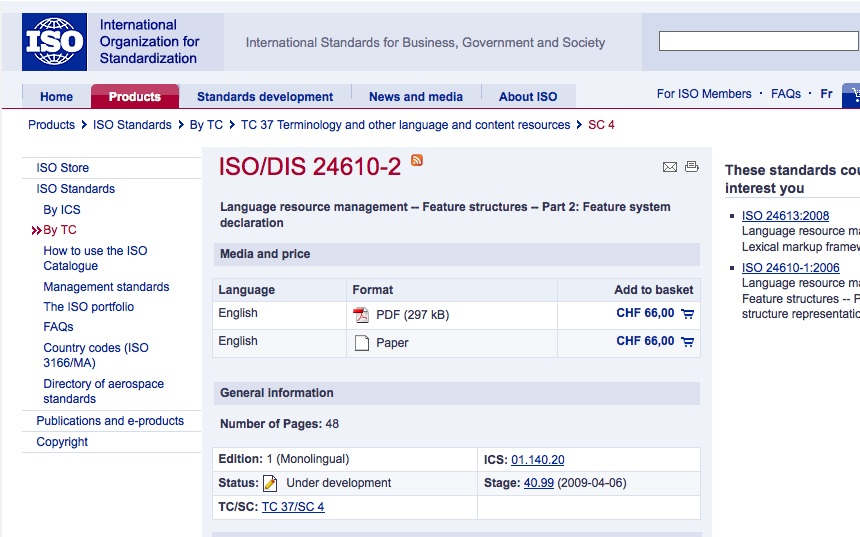 ISO
International
Organization for
Standardization
International Standards for Business, Government and Society
Home
Products
Standards development
News and media
About ISO
For ISO Members · FAQs · Fr
Products > ISO Standards > By TC > TC 37 Terminology and other language and content resources > SC 4
ISO Store
ISO Standards
By ICS
By TC
How to use the ISO
Catalogue
Management standards
The ISO portfolio
FAQs
Country codes (ISO
3166/MA)
Directory of aerospace
standards
Publications and e-products
Copyright
ISO/DIS 24610-2
Language resource management -- Feature structures -- Part 2: Feature system
declaration
Media and price
Language Format Add to basket
English PDF (297 kB) CHF 66,00
English Paper CHF 66,00
General information
Number of Pages: 48
Edition: 1 (Monolingual) ICS: 01.140.20
Status: Under development Stage: 40.99 (2009-04-06)
TC/SC: TC 37/SC 4
These standards cou
interest you
ISO 24613:2008
Language resource ma
Lexical markup framew
ISO 24610-1:2006
Language resource ma
Feature structures -- P
structure representatio